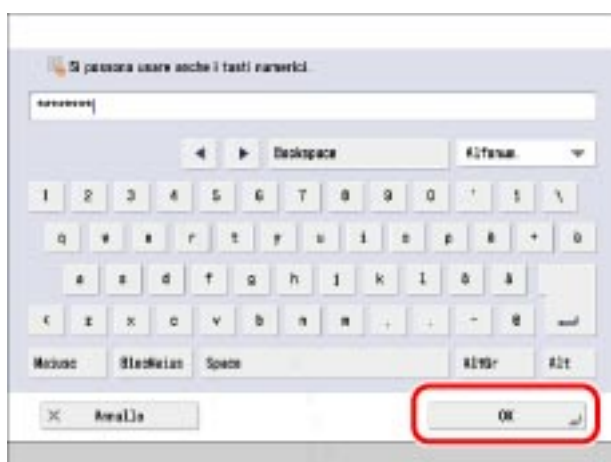 Si possono usare anche i tasti numerici.
********
Backspace Alfanum.
1 2 3 4 5 6 7 8 9 0 ' ì \
q w e r t y u i o p è + ù
a s d f g h j k l ò à
< z x c v b n m , . - @
Maiusc BlocMaius Space AltGr Alt
Annulla OK